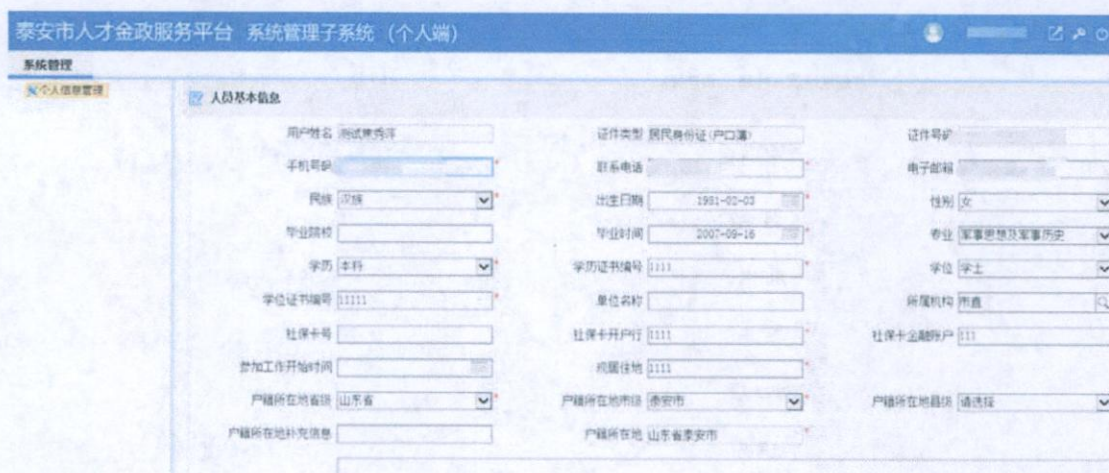 泰安市人才金政服务平台 系统管理子系统 （个人端）
系统管理
个人信息管理
人员基本信息
用户姓名 测试焦秀萍 证件类型 居民身份证(户口簿) 证件号码
手机号码 * 联系电话 * 电子邮箱
民族 汉族 * 出生日期 1981-02-03 * 性别 女
毕业院校 毕业时间 2007-09-16 * 专业 军事思想及军事历史
学历 本科 * 学历证书编号 1111 * 学位 学士
学位证书编号 11111 * 单位名称 所属机构 市直
社保卡号 社保卡开户行 1111 * 社保卡金融账户 111
参加工作开始时间 * 现居住地 1111 *
户籍所在地省级 山东省 * 户籍所在地市级 泰安市 * 户籍所在地县级 请选择
户籍所在地补充信息 户籍所在地 山东省泰安市 *